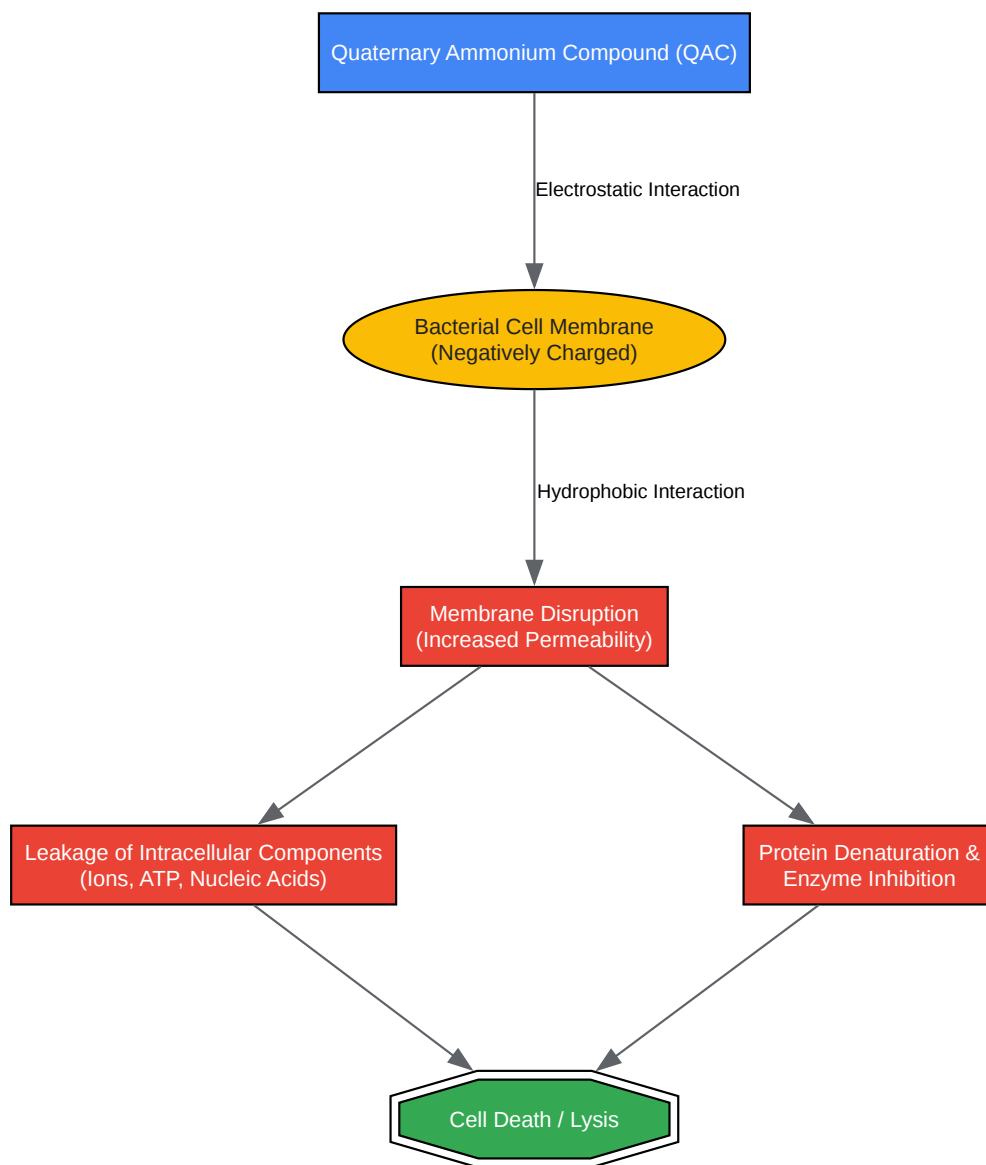 Quaternary Ammonium Compound (QAC)
Electrostatic Interaction
Bacterial Cell Membrane
(Negatively Charged)
Hydrophobic Interaction
Membrane Disruption
(Increased Permeability)
Leakage of Intracellular Components
(Ions, ATP, Nucleic Acids)
Protein Denaturation &
Enzyme Inhibition
Cell Death / Lysis